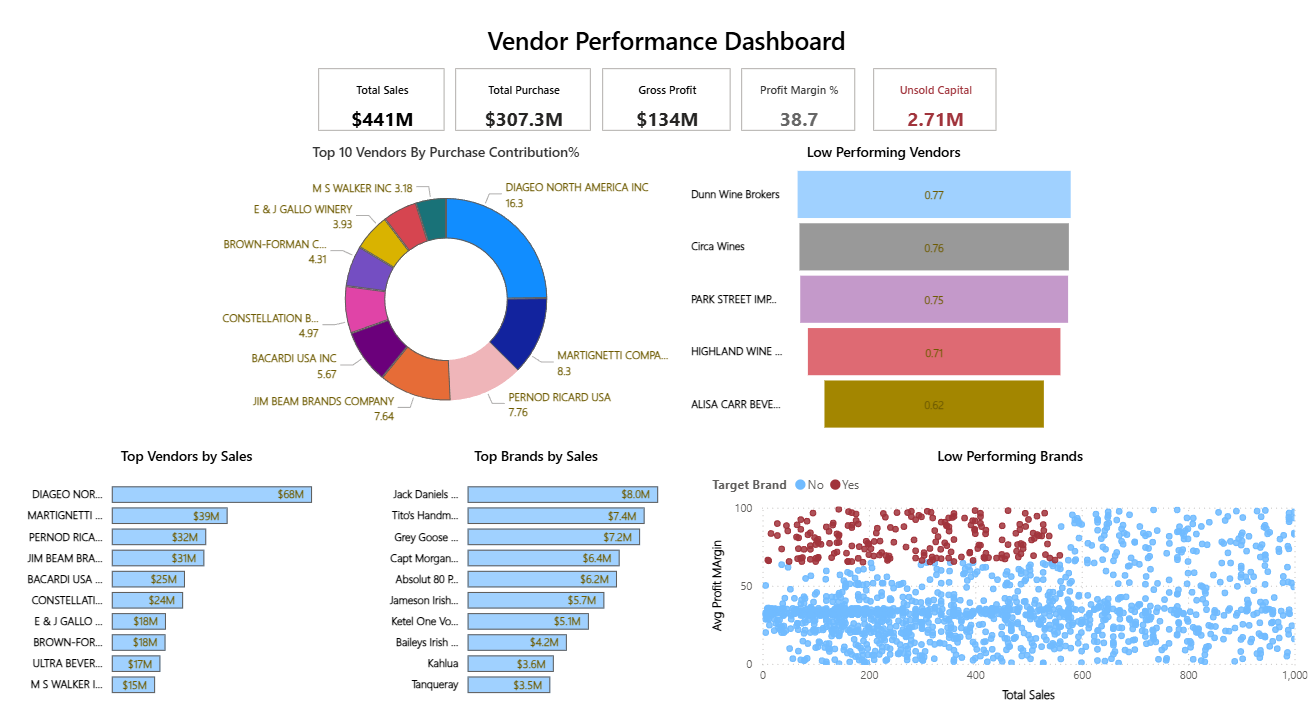 Vendor Performance Dashboard
Total Sales
$441M
Total Purchase
$307.3M
Gross Profit
$134M
Profit Margin %
38.7
Unsold Capital
2.71M
Top 10 Vendors By Purchase Contribution%
M S WALKER INC 3.18
E & J GALLO WINERY
3.93
BROWN-FORMAN C...
4.31
CONSTELLATION B...
4.97
BACARDI USA INC
5.67
JIM BEAM BRANDS COMPANY
7.64
DIAGEO NORTH AMERICA INC
16.3
MARTIGNETTI COMPA...
8.3
PERNOD RICARD USA
7.76
Low Performing Vendors
Dunn Wine Brokers 0.77
Circa Wines 0.76
PARK STREET IMP... 0.75
HIGHLAND WINE ... 0.71
ALISA CARR BEVE... 0.62
Top Vendors by Sales
DIAGEO NOR... $68M
MARTIGNETTI ... $39M
PERNOD RICA... $32M
JIM BEAM BRA... $31M
BACARDI USA ... $25M
CONSTELLATI... $24M
E & J GALLO ... $18M
BROWN-FOR... $18M
ULTRA BEVER... $17M
M S WALKER I... $15M
Top Brands by Sales
Jack Daniels ... $8.0M
Tito's Handm... $7.4M
Grey Goose ... $7.2M
Capt Morgan... $6.4M
Absolut 80 P... $6.2M
Jameson Irish... $5.7M
Ketel One Vo... $5.1M
Baileys Irish ... $4.2M
Kahlua $3.6M
Tanqueray $3.5M
Low Performing Brands
Target Brand No Yes
Avg Profit MArgin
100
50
0
0 200 400 600 800 1,000
Total Sales